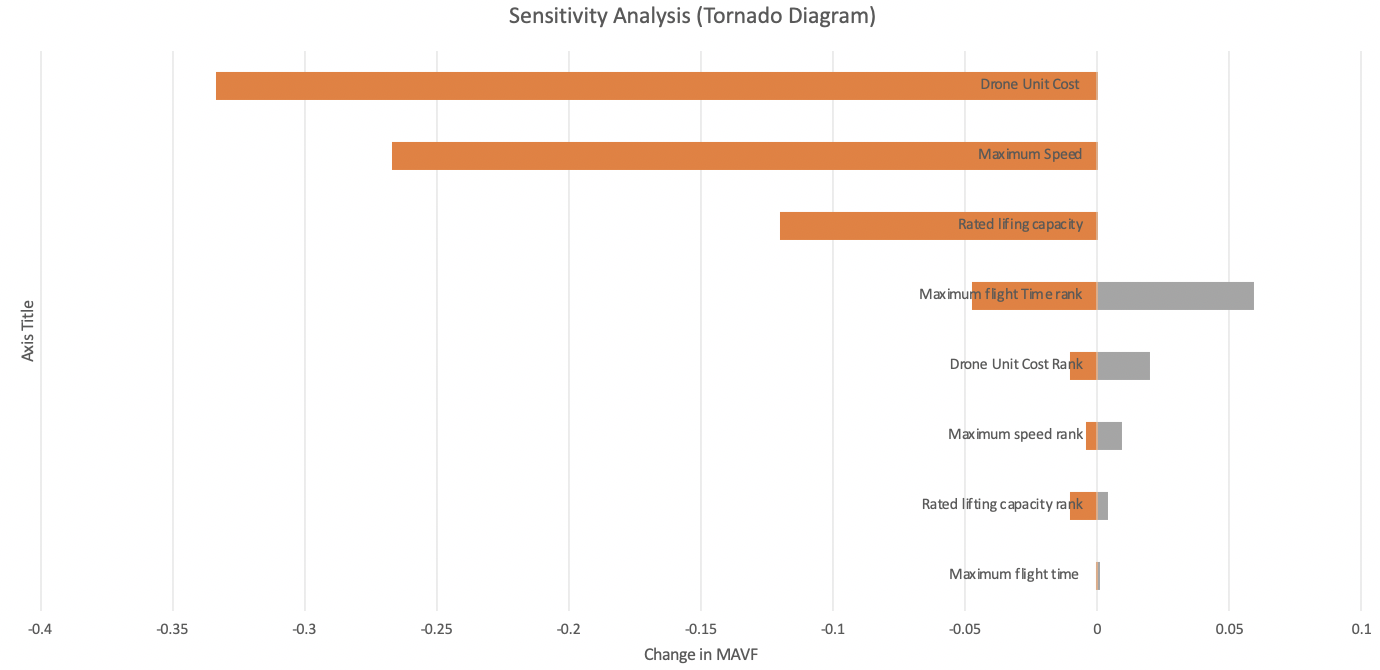 Sensitivity Analysis (Tornado Diagram)
Drone Unit Cost
Maximum Speed
Rated lifing capacity
Maximum flight Time rank
Drone Unit Cost Rank
Maximum speed rank
Rated lifting capacity rank
Maximum flight time
Axis Title
-0.4 -0.35 -0.3 -0.25 -0.2 -0.15 -0.1 -0.05 0 0.05 0.1
Change in MAVF